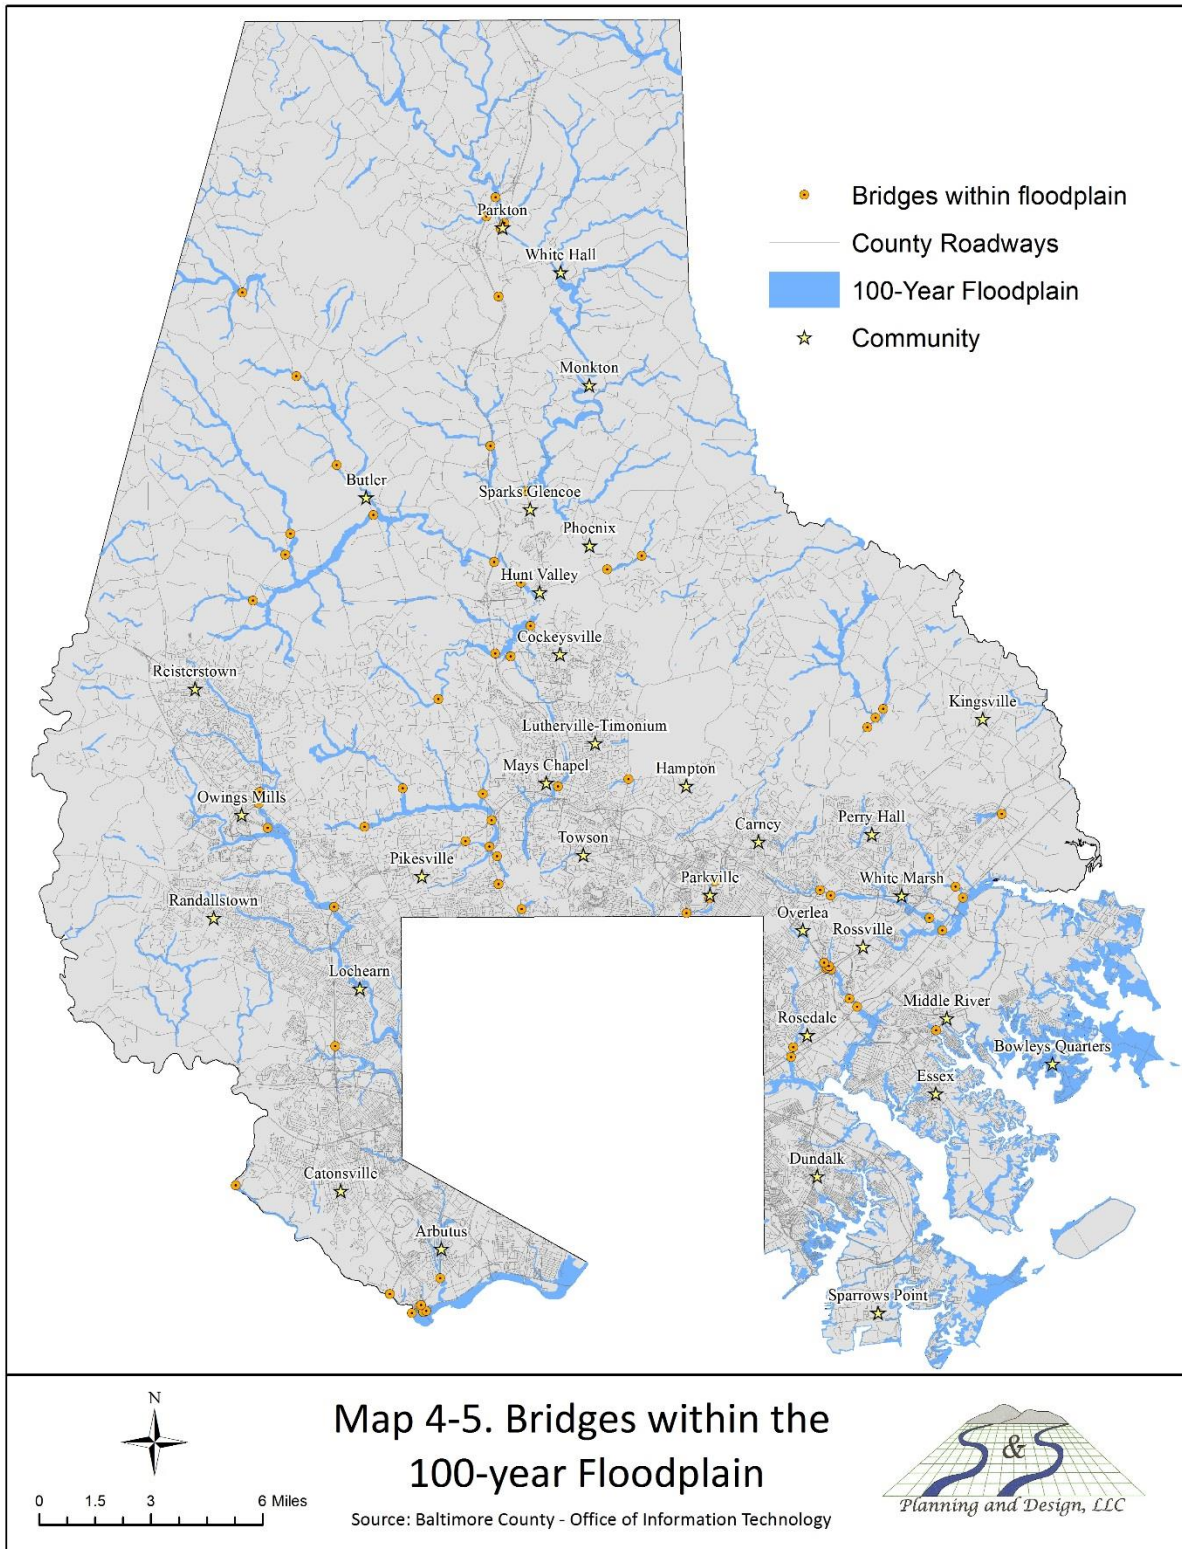 Bridges within floodplain
County Roadways
100-Year Floodplain
Community
Parkton
White Hall
Monkton
Butler
Sparks Glencoe
Phoenix
Hunt Valley
Cockeysville
Reisterstown
Kingsville
Lutherville-Timonium
Mays Chapel
Hampton
Owings Mills
Carney
Perry Hall
Towson
Pikesville
Parkville
White Marsh
Randallstown
Overlea
Rossville
Lochearn
Middle River
Rosedale
Bowleys Quarters
Essex
Dundalk
Catonsville
Arbutus
Sparrows Point
N
0 1.5 3 6 Miles
Map 4-5. Bridges within the
100-year Floodplain
Source: Baltimore County - Office of Information Technology
S & S
Planning and Design, LLC